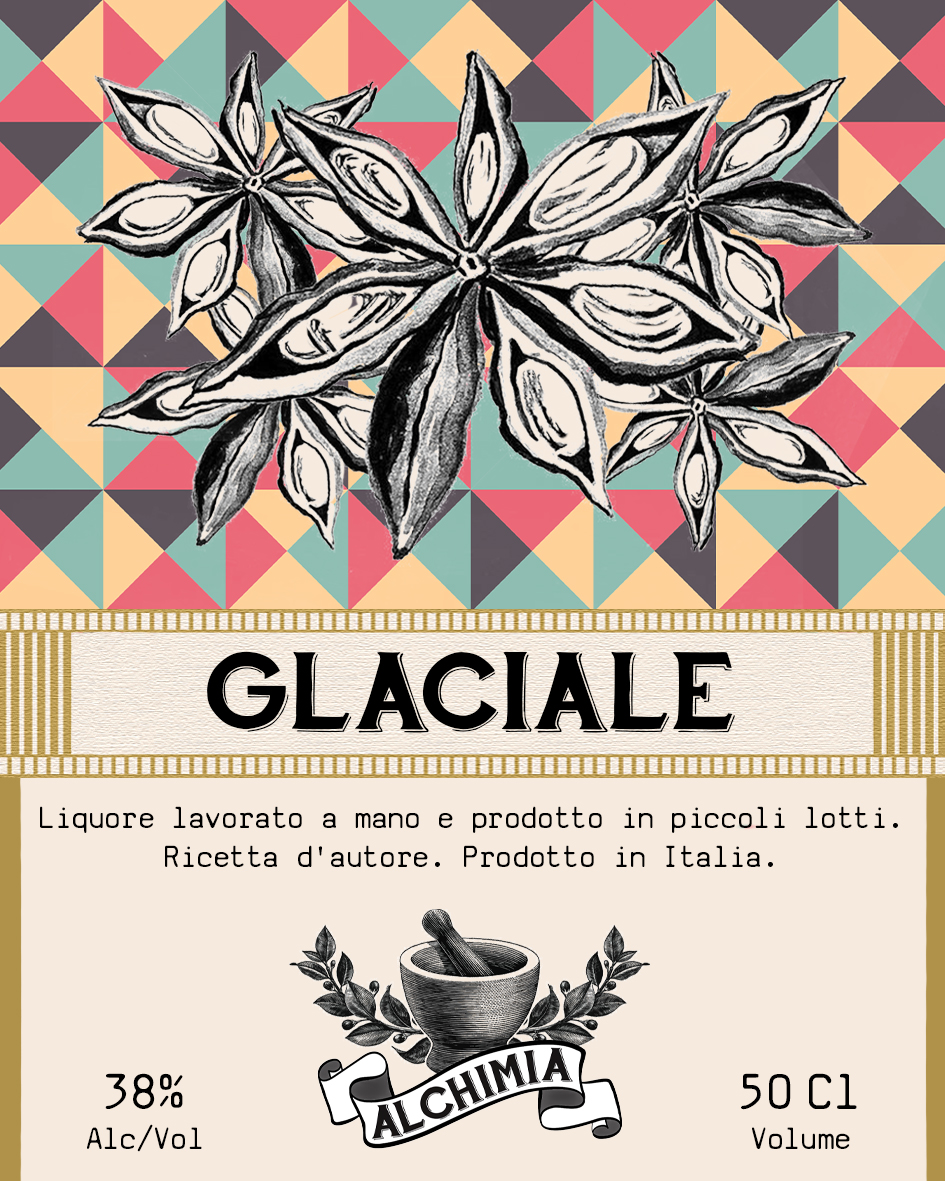 GLACIALE
Liquore lavorato a mano e prodotto in piccoli lotti.
Ricetta d'autore. Prodotto in Italia.
ALCHIMIA
38%
Alc/Vol
50 Cl
Volume